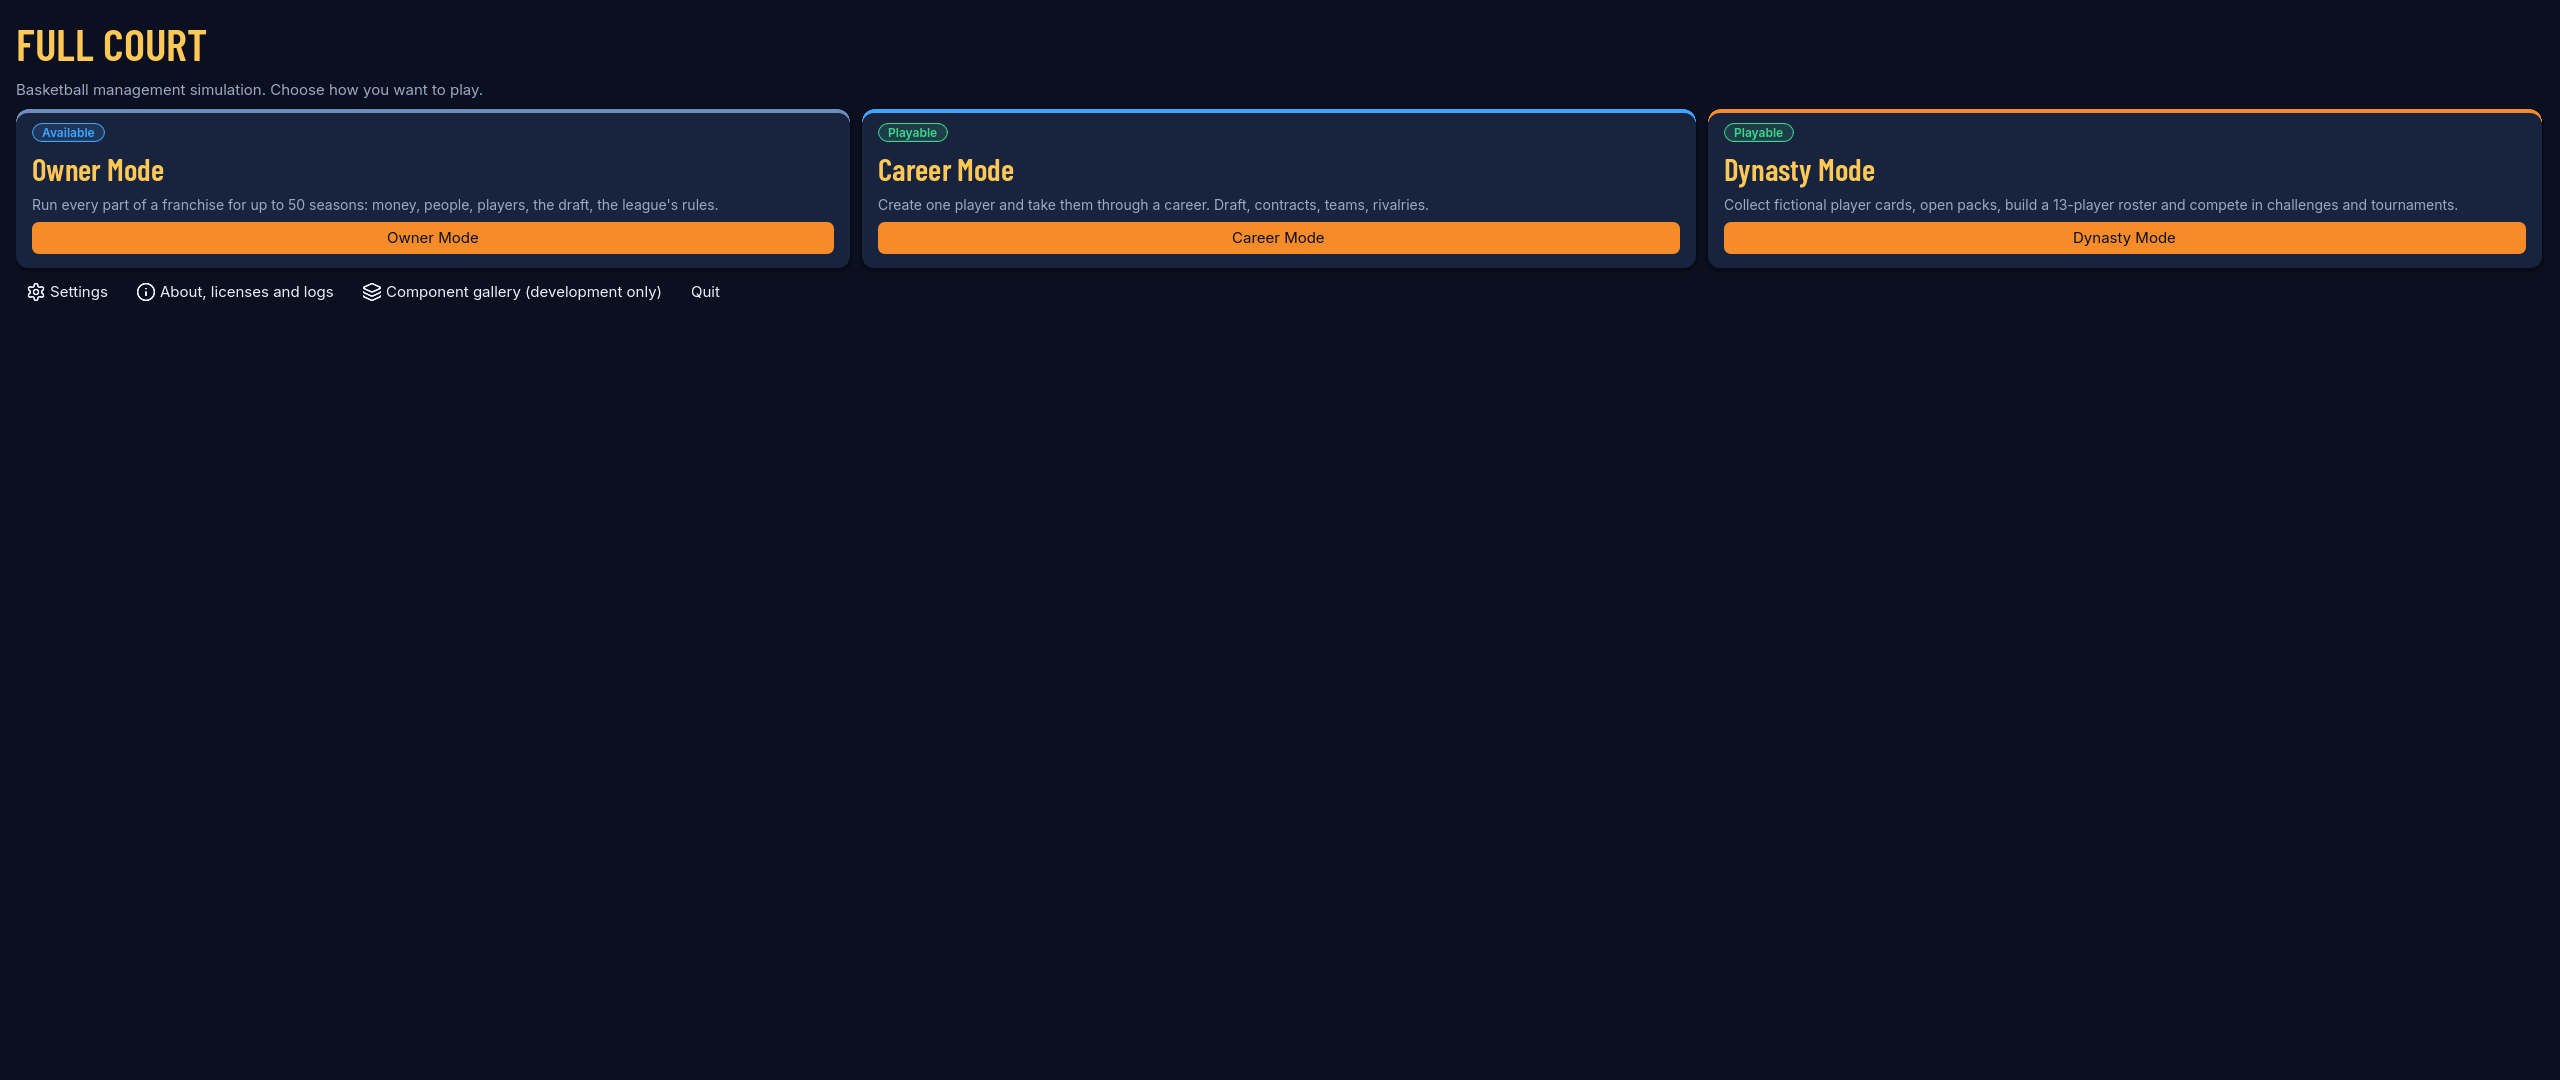 FULL COURT
Basketball management simulation. Choose how you want to play.
Available
Owner Mode
Run every part of a franchise for up to 50 seasons: money, people, players, the draft, the league's rules.
Owner Mode
Playable
Career Mode
Create one player and take them through a career. Draft, contracts, teams, rivalries.
Career Mode
Playable
Dynasty Mode
Collect fictional player cards, open packs, build a 13-player roster and compete in challenges and tournaments.
Dynasty Mode
Settings
About, licenses and logs
Component gallery (development only)
Quit